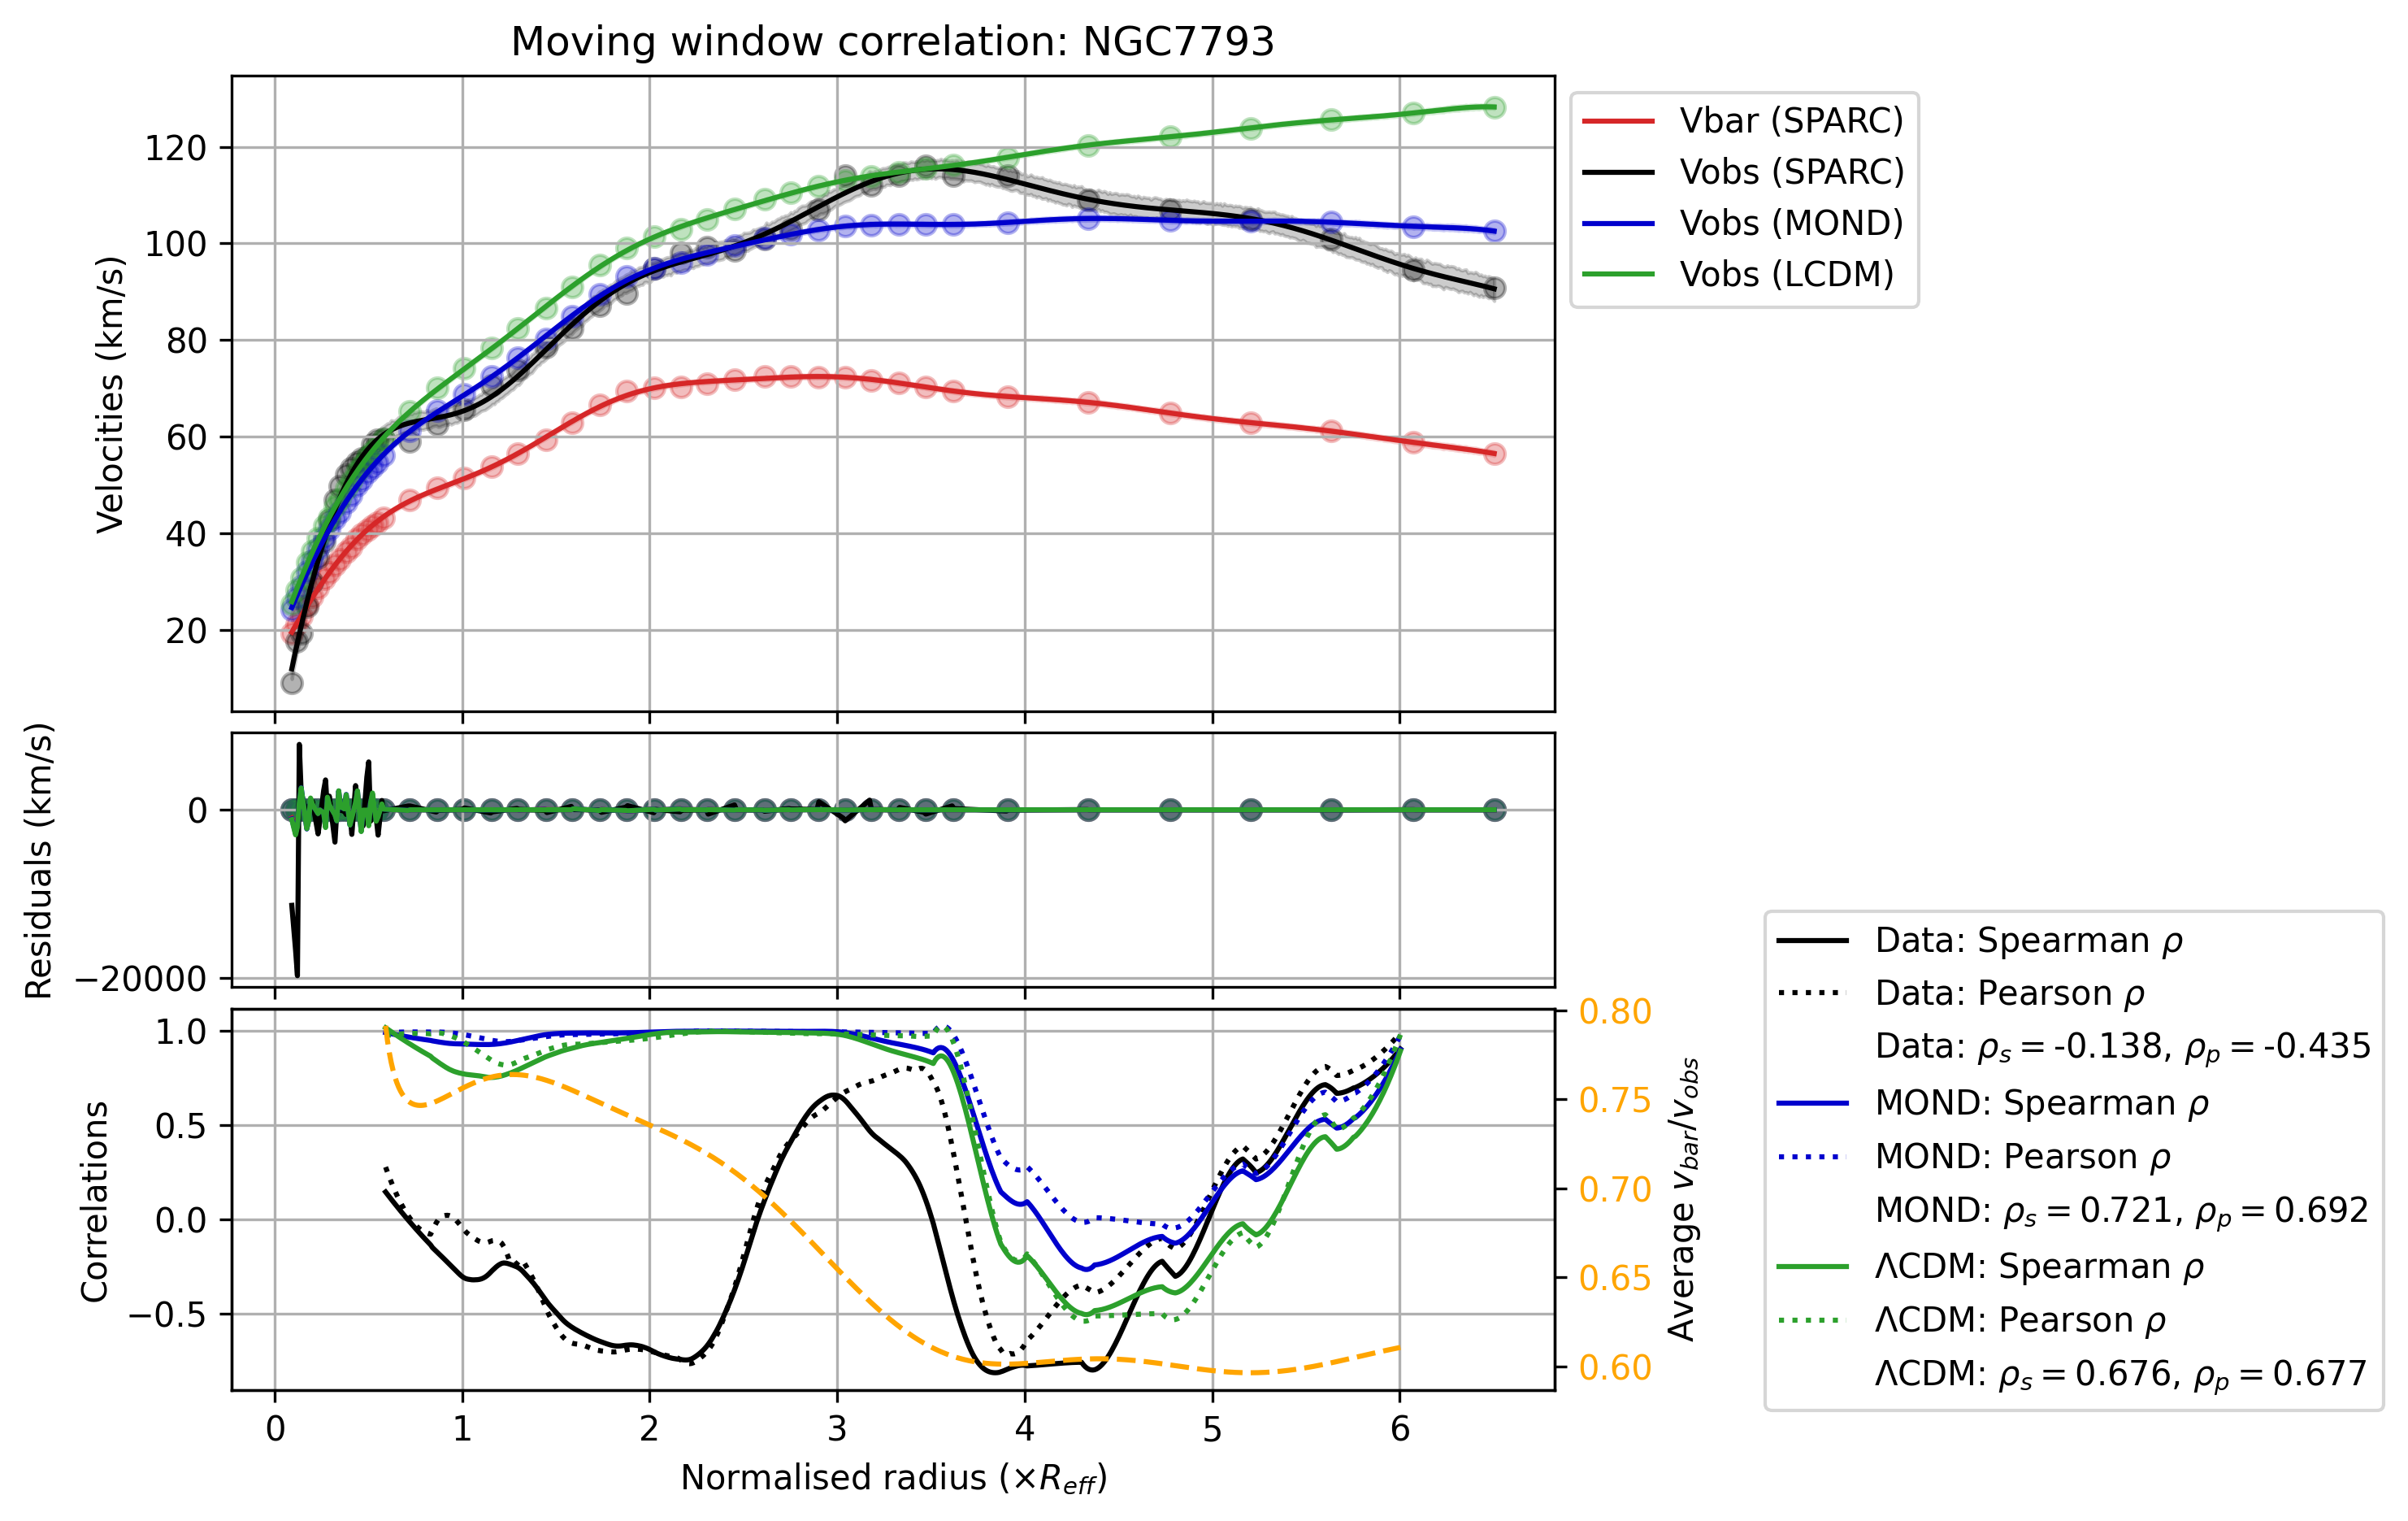 Moving window correlation: NGC7793
Velocities (km/s)
120
100
80
60
40
20
Vbar (SPARC)
Vobs (SPARC)
Vobs (MOND)
Vobs (LCDM)
Residuals (km/s)
0
−20000
Correlations
1.0
0.5
0.0
−0.5
0.80
0.75
0.70
0.65
0.60
Average v_bar/v_obs
0 1 2 3 4 5 6
Normalised radius (×R_eff)
Data: Spearman ρ
Data: Pearson ρ
Data: ρ_s = -0.138, ρ_p = -0.435
MOND: Spearman ρ
MOND: Pearson ρ
MOND: ρ_s = 0.721, ρ_p = 0.692
ΛCDM: Spearman ρ
ΛCDM: Pearson ρ
ΛCDM: ρ_s = 0.676, ρ_p = 0.677